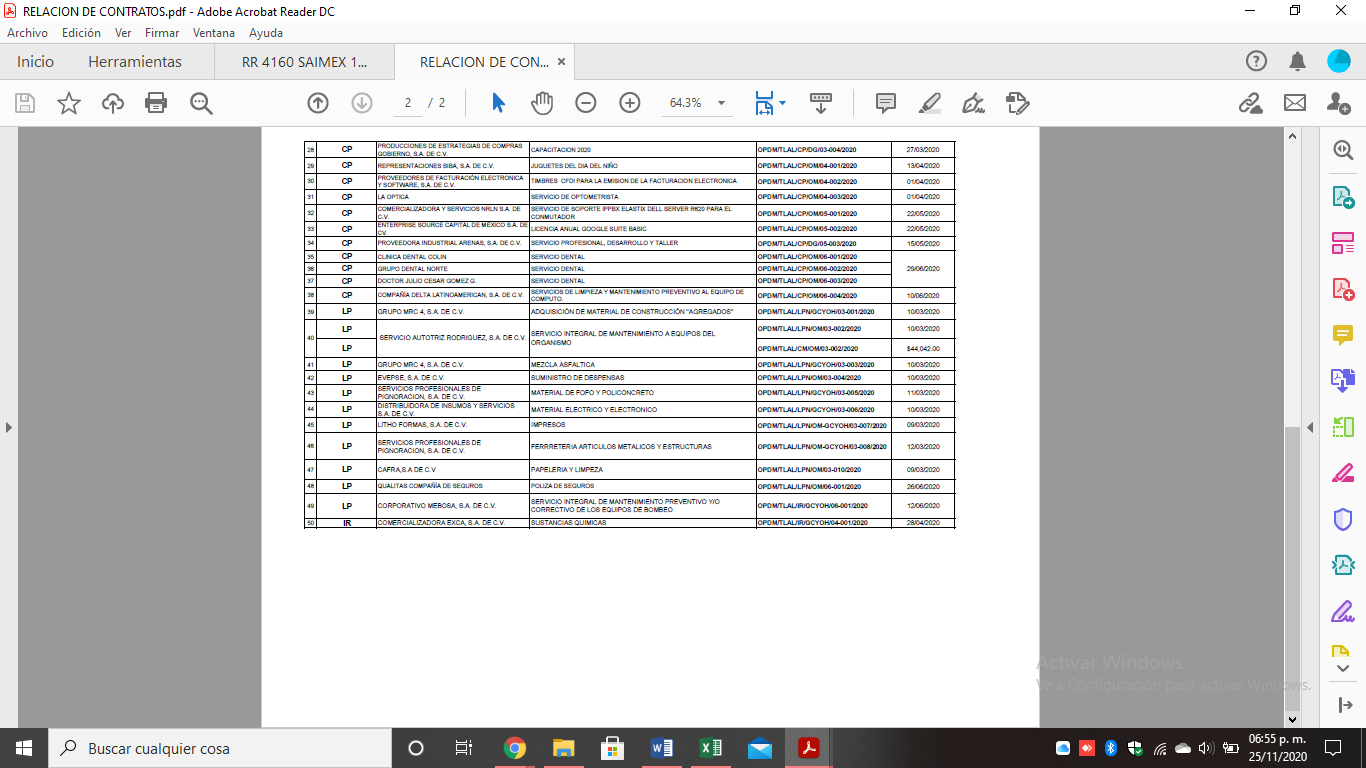 RELACION DE CONTRATOS.pdf - Adobe Acrobat Reader DC
Archivo Edición Ver Firmar Ventana Ayuda
Inicio Herramientas RR 4160 SAIMEX 1... RELACION DE CON... ×
2 / 2 64.3%
28 CP PRODUCCIONES DE ESTRATEGIAS DE COMPRAS GOBIERNO, S.A. DE C.V. CAPACITACION 2020 OPDM/TLAL/CP/DG/03-004/2020 27/03/2020
29 CP REPRESENTACIONES BIBA, S.A. DE C.V. JUGUETES DEL DIA DEL NIÑO OPDM/TLAL/CP/OM/04-001/2020 13/04/2020
30 CP PROVEEDORES DE FACTURACIÓN ELECTRONICA Y SOFTWARE, S.A. DE C.V. TIMBRES CFDI PARA LA EMISION DE LA FACTURACION ELECTRONICA OPDM/TLAL/CP/OM/04-002/2020 01/04/2020
31 CP LA OPTICA SERVICIO DE OPTOMETRISTA OPDM/TLAL/CP/OM/04-003/2020 01/04/2020
32 CP COMERCIALIZADORA Y SERVICIOS NRLN S.A. DE C.V. SERVICIO DE SOPORTE IPPBX ELASTIX DELL SERVER R820 PARA EL CONMUTADOR OPDM/TLAL/CP/OM/05-001/2020 22/05/2020
33 CP ENTERPRISE SOURCE CAPITAL DE MÉXICO S.A. DE CV. LICENCIA ANUAL GOOGLE SUITE BASIC OPDM/TLAL/CP/OM/05-002/2020 22/05/2020
34 CP PROVEEDORA INDUSTRIAL ARENAS, S.A. DE C.V. SERVICIO PROFESIONAL, DESARROLLO Y TALLER OPDM/TLAL/CP/DG/05-003/2020 15/05/2020
35 CP CLINICA DENTAL COLIN SERVICIO DENTAL OPDM/TLAL/CP/OM/06-001/2020
36 CP GRUPO DENTAL NORTE SERVICIO DENTAL OPDM/TLAL/CP/OM/06-002/2020 29/06/2020
37 CP DOCTOR JULIO CESAR GOMEZ G. SERVICIO DENTAL OPDM/TLAL/CP/OM/06-003/2020
38 CP COMPAÑÍA DELTA LATINOAMERICAN, S.A. DE C.V. SERVICIOS DE LIMPIEZA Y MANTENIMIENTO PREVENTIVO AL EQUIPO DE COMPUTO. OPDM/TLAL/CP/OM/06-004/2020 10/06/2020
39 LP GRUPO MRC 4, S.A. DE C.V. ADQUISICIÓN DE MATERIAL DE CONSTRUCCIÓN "AGREGADOS" OPDM/TLAL/LPN/GCYOH/03-001/2020 10/03/2020
LP OPDM/TLAL/LPN/OM/03-002/2020 10/03/2020
40 SERVICIO AUTOTRIZ RODRIGUEZ, S.A. DE C.V. SERVICIO INTEGRAL DE MANTENIMIENTO A EQUIPOS DEL ORGANISMO
LP OPDM/TLAL/CM/OM/03-002/2020 $44,042.00
41 LP GRUPO MRC 4, S.A. DE C.V. MEZCLA ASFALTICA OPDM/TLAL/LPN/GCYOH/03-003/2020 10/03/2020
42 LP EVEPSE, S.A. DE C.V. SUMINISTRO DE DESPENSAS OPDM/TLAL/LPN/OM/03-004/2020 10/03/2020
43 LP SERVICIOS PROFESIONALES DE PIGNORACION, S.A. DE C.V. MATERIAL DE FOFO Y POLICONCRETO OPDM/TLAL/LPN/GCYOH/03-005/2020 11/03/2020
44 LP DISTRIBUIDORA DE INSUMOS Y SERVICIOS S.A. DE C.V. MATERIAL ELECTRICO Y ELECTRONICO OPDM/TLAL/LPN/GCYOH/03-006/2020 10/03/2020
45 LP LITHO FORMAS, S.A. DE C.V. IMPRESOS OPDM/TLAL/LPN/OM-GCYOH/03-007/2020 09/03/2020
46 LP SERVICIOS PROFESIONALES DE PIGNORACION, S.A. DE C.V. FERRRETERIA ARTICULOS METALICOS Y ESTRUCTURAS OPDM/TLAL/LPN/OM-GCYOH/03-008/2020 12/03/2020
47 LP CAFRA,S.A DE C.V PAPELERIA Y LIMPEZA OPDM/TLAL/LPN/OM/03-010/2020 09/03/2020
48 LP QUALITAS COMPAÑÍA DE SEGUROS POLIZA DE SEGUROS OPDM/TLAL/LPN/OM/06-001/2020 26/06/2020
49 LP CORPORATIVO MEBOSA, S.A. DE C.V. SERVICIO INTEGRAL DE MANTENIMIENTO PREVENTIVO Y/O CORRECTIVO DE LOS EQUIPOS DE BOMBEO OPDM/TLAL/IR/GCYOH/06-001/2020 12/06/2020
50 IR COMERCIALIZADORA EXCA, S.A. DE C.V. SUSTANCIAS QUIMICAS OPDM/TLAL/IR/GCYOH/04-001/2020 28/04/2020
Activar Windows
Ve a Configuración para activar Windows.
Buscar cualquier cosa
06:55 p. m.
25/11/2020